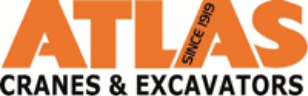 ATLAS
SINCE 1919
CRANES & EXCAVATORS